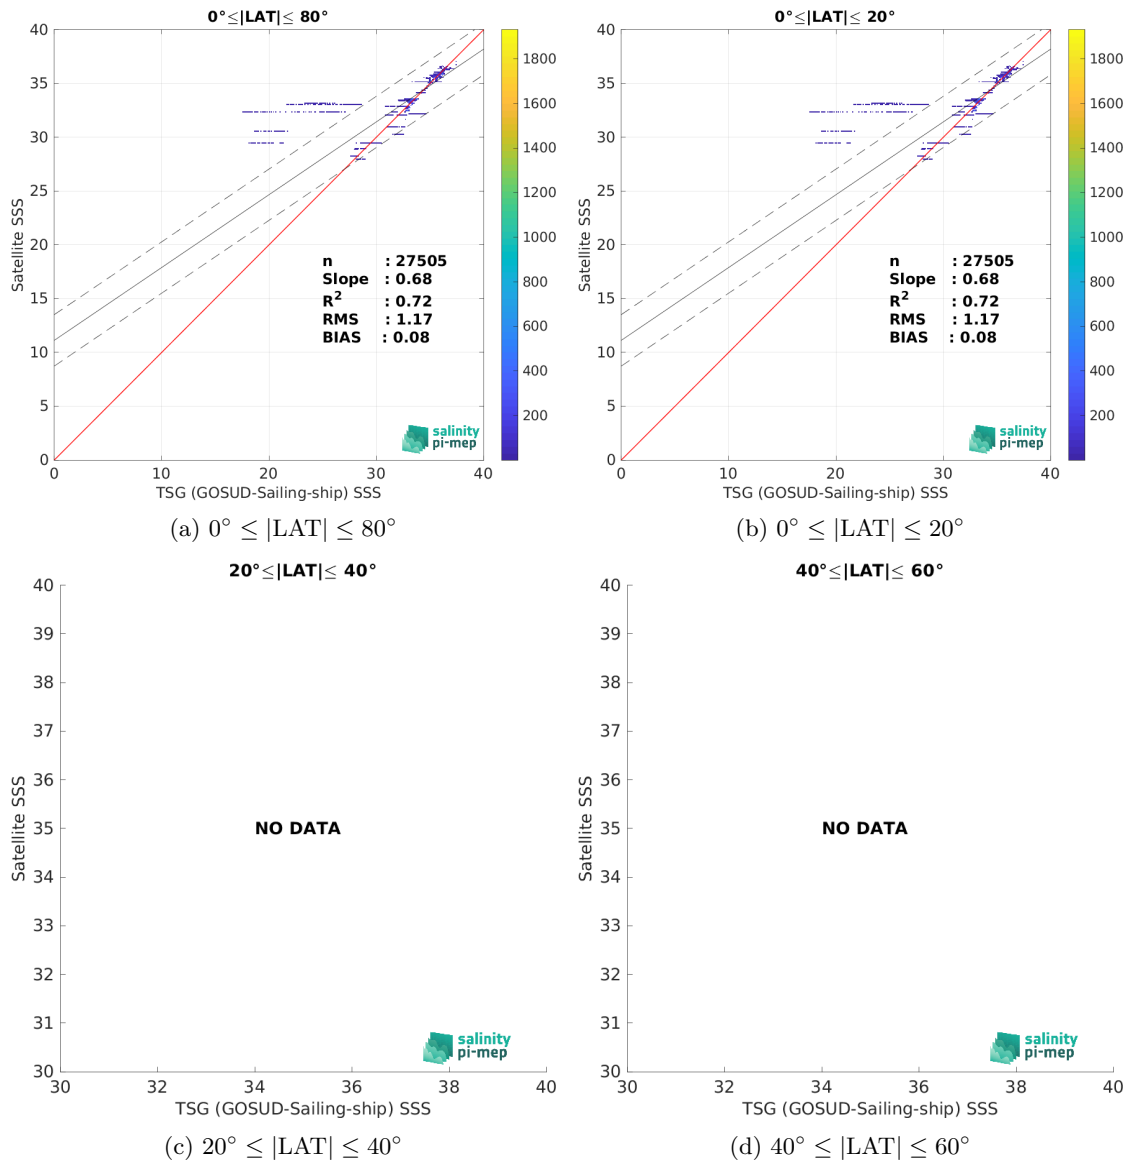 0°≤|LAT|≤ 80°
40
35
30
25
20
15
10
5
0
0
10
20
30
40
Satellite SSS
TSG (GOSUD-Sailing-ship) SSS
n : 27505
Slope : 0.68
R² : 0.72
RMS : 1.17
BIAS : 0.08
salinity
pi-mep
1800
1600
1400
1200
1000
800
600
400
200
(a) 0° ≤ |LAT| ≤ 80°
0°≤|LAT|≤ 20°
40
35
30
25
20
15
10
5
0
0
10
20
30
40
Satellite SSS
TSG (GOSUD-Sailing-ship) SSS
n : 27505
Slope : 0.68
R² : 0.72
RMS : 1.17
BIAS : 0.08
salinity
pi-mep
1800
1600
1400
1200
1000
800
600
400
200
(b) 0° ≤ |LAT| ≤ 20°
20°≤|LAT|≤ 40°
40
39
38
37
36
35
34
33
32
31
30
30
32
34
36
38
40
Satellite SSS
NO DATA
salinity
pi-mep
TSG (GOSUD-Sailing-ship) SSS
(c) 20° ≤ |LAT| ≤ 40°
40°≤|LAT|≤ 60°
40
39
38
37
36
35
34
33
32
31
30
30
32
34
36
38
40
Satellite SSS
NO DATA
salinity
pi-mep
TSG (GOSUD-Sailing-ship) SSS
(d) 40° ≤ |LAT| ≤ 60°